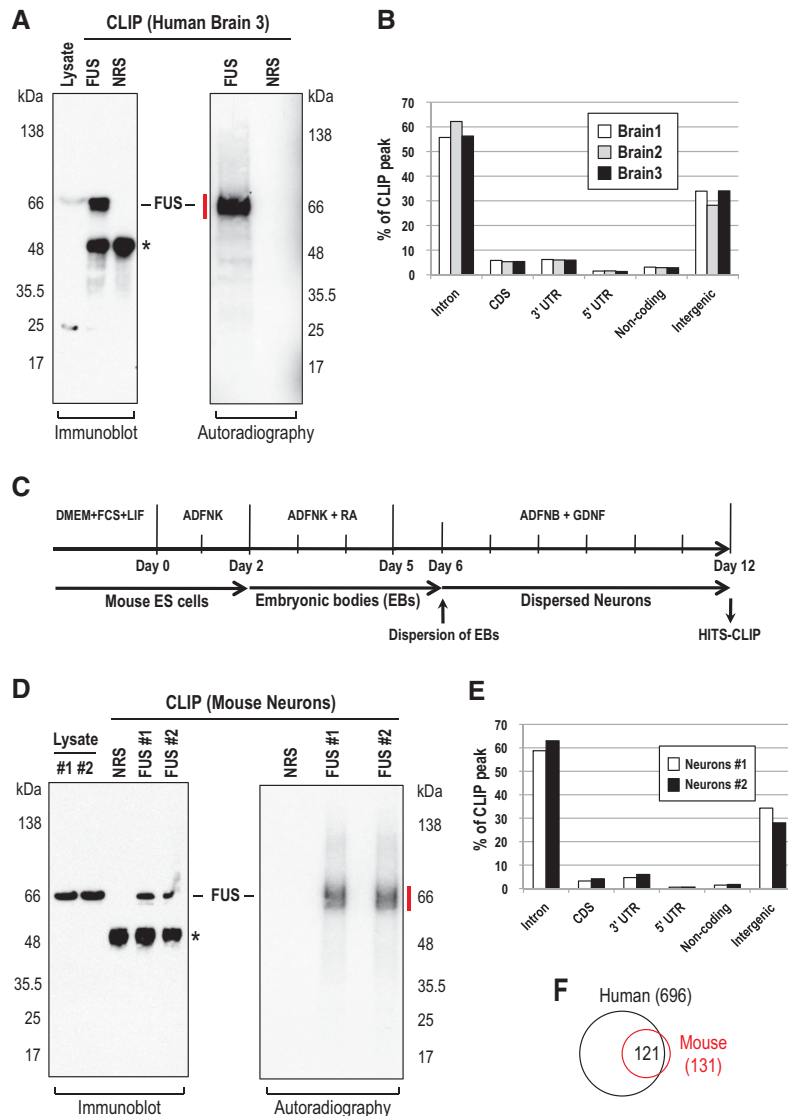 A
CLIP (Human Brain 3)
Lysate
FUS
NRS
FUS
NRS
kDa
138
66
48
35.5
25
17
FUS
*
kDa
138
66
48
35.5
25
17
Immunoblot
Autoradiography
B
% of CLIP peak
70
60
50
40
30
20
10
0
Brain1
Brain2
Brain3
Intron
CDS
3' UTR
5' UTR
Non-coding
Intergenic
C
DMEM+FCS+LIF
ADFNK
ADFNK + RA
ADFNB + GDNF
Day 0
Day 2
Day 5
Day 6
Day 12
Mouse ES cells
Embryonic bodies (EBs)
Dispersed Neurons
Dispersion of EBs
HITS-CLIP
D
CLIP (Mouse Neurons)
Lysate
#1 #2
NRS
FUS #1
FUS #2
NRS
FUS #1
FUS #2
kDa
138
66
48
35.5
25
17
FUS
*
kDa
138
66
48
35.5
25
17
Immunoblot
Autoradiography
E
% of CLIP peak
70
60
50
40
30
20
10
0
Neurons #1
Neurons #2
Intron
CDS
3' UTR
5' UTR
Non-coding
Intergenic
F
Human (696)
121
Mouse
(131)